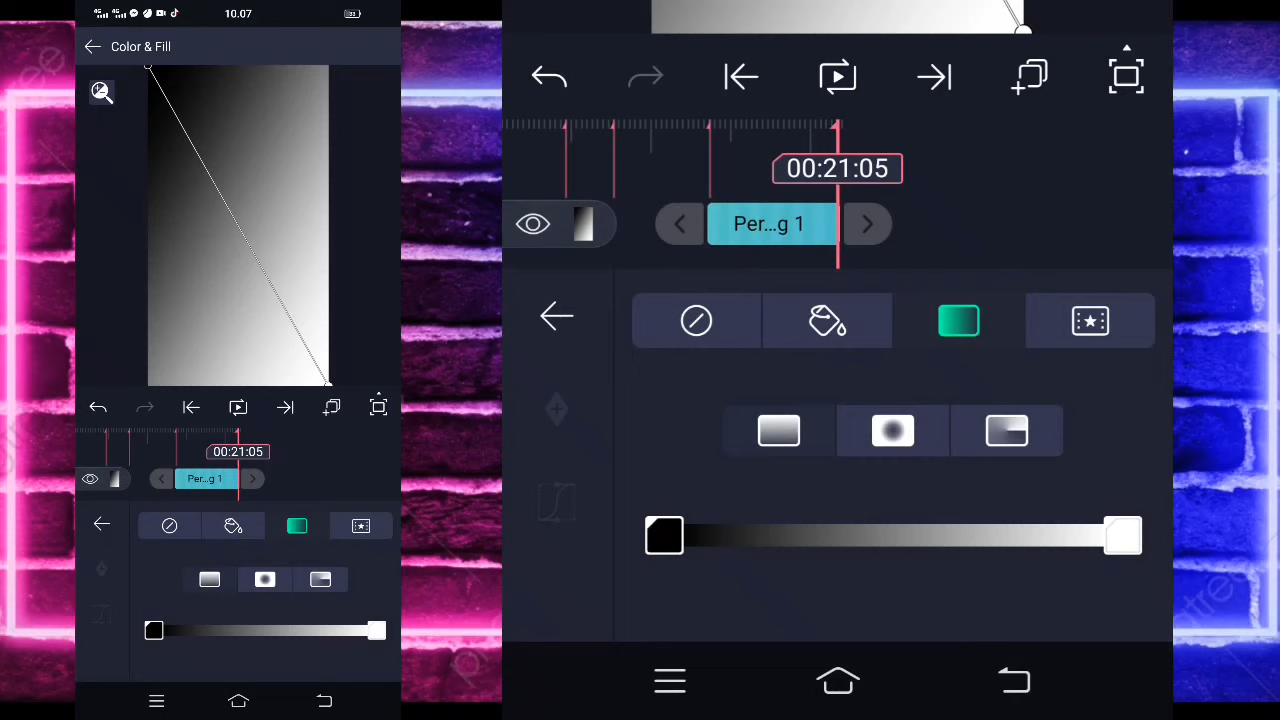 10.07
Color & Fill
00:21:05
Per...g 1
00:21:05
Per...g 1